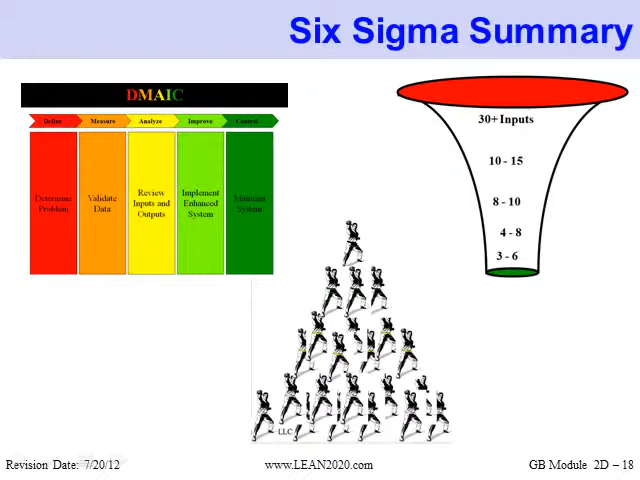 Six Sigma Summary
DMAIC
Define Measure Analyze Improve Control
Determine
Problem
Validate
Data
Review
Inputs and
Outputs
Implement
Enhanced
System
Maintain
System
30+ Inputs
10 - 15
8 - 10
4 - 8
3 - 6
LLC
Revision Date: 7/20/12 www.LEAN2020.com GB Module 2D – 18